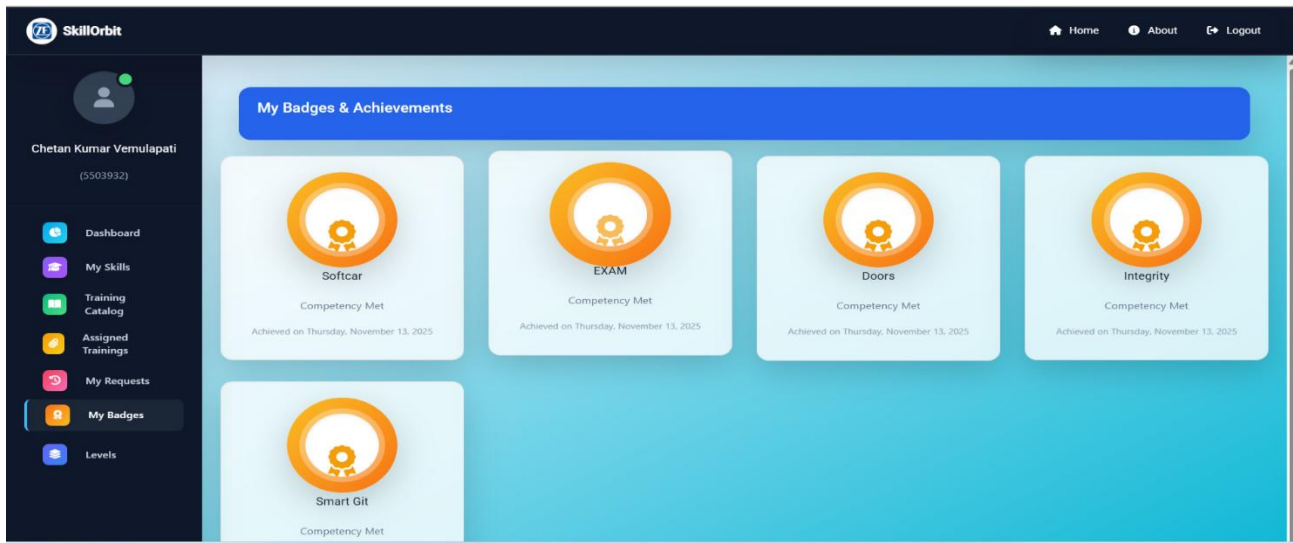 ZF SkillOrbit
Home About Logout
Chetan Kumar Vemulapati
(5503932)
Dashboard
My Skills
Training
Catalog
Assigned
Trainings
My Requests
My Badges
Levels
My Badges & Achievements
Softcar
Competency Met
Achieved on Thursday, November 13, 2025
EXAM
Competency Met
Achieved on Thursday, November 13, 2025
Doors
Competency Met
Achieved on Thursday, November 13, 2025
Integrity
Competency Met
Achieved on Thursday, November 13, 2025
Smart Git
Competency Met